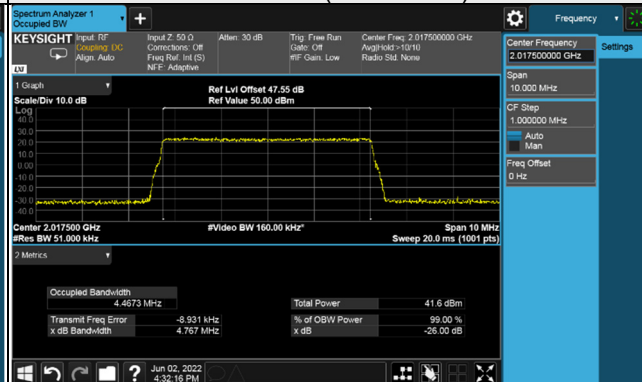 Spectrum Analyzer 1
Occupied BW
Frequency
KEYSIGHT
Input: RF
Coupling: DC
Align: Auto
Input Z: 50 Ω
Corrections: Off
Freq Ref: Int (S)
NFE: Adaptive
Atten: 30 dB
Trig: Free Run
Gate: Off
#IF Gain: Low
Center Freq: 2.017500000 GHz
Avg|Hold:>10/10
Radio Std: None
LXI
1 Graph
Scale/Div 10.0 dB
Ref Lvl Offset 47.55 dB
Ref Value 50.00 dBm
Log
40.0
30.0
20.0
10.0
0.00
-10.0
-20.0
-30.0
-40.0
Center 2.017500 GHz
#Res BW 51.000 kHz
#Video BW 160.00 kHz*
Span 10 MHz
Sweep 20.0 ms (1001 pts)
2 Metrics
Occupied Bandwidth
4.4673 MHz
Transmit Freq Error -8.931 kHz
x dB Bandwidth 4.767 MHz
Total Power 41.6 dBm
% of OBW Power 99.00 %
x dB -26.00 dB
Jun 02, 2022
4:32:16 PM
Center Frequency
2.017500000 GHz
Settings
Span
10.000 MHz
CF Step
1.000000 MHz
Auto
Man
Freq Offset
0 Hz